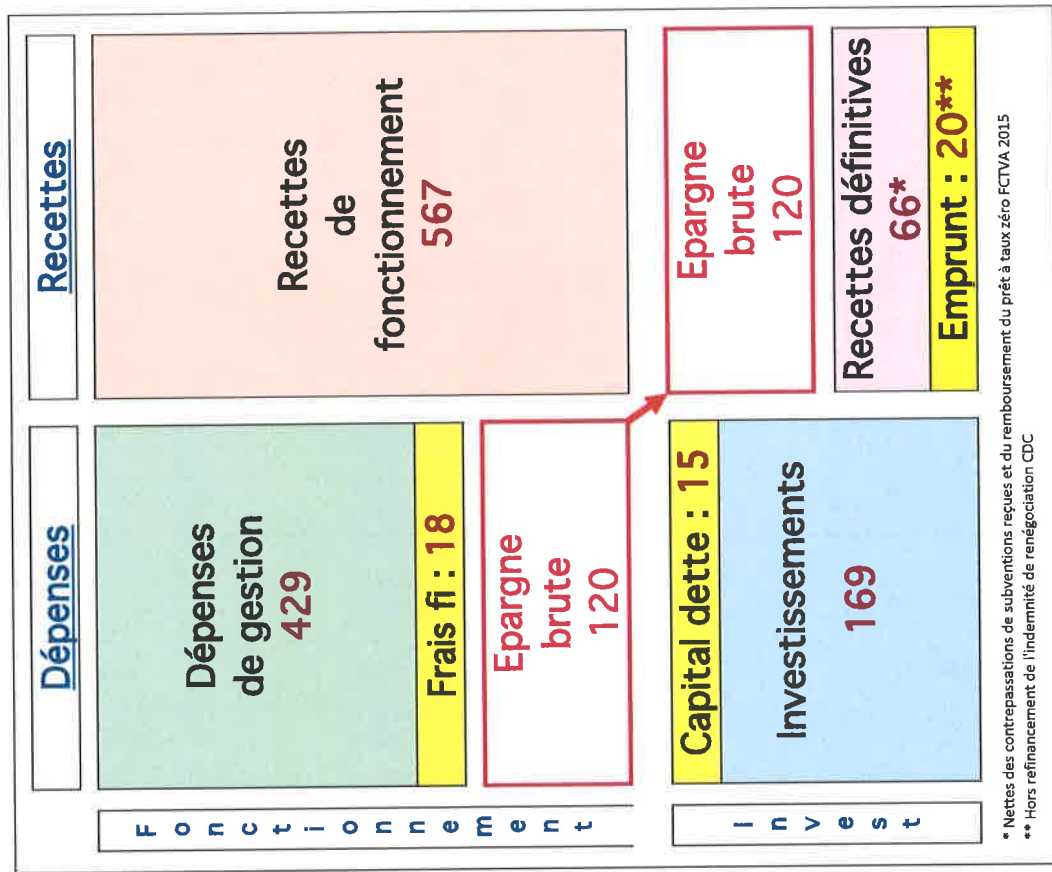 Dépenses
Recettes
Fonctionnement
Dépenses
de gestion
429
Frais fi : 18
Epargne
brute
120
Recettes
de
fonctionnement
567
Invest
Capital dette : 15
Investissements
169
Epargne
brute
120
Recettes définitives
66*
Emprunt : 20**
* Nettes des contrepassations de subventions reçues et du remboursement du prêt à taux zéro FCTVA 2015
** Hors refinancement de l'indemnité de renégociation CDC